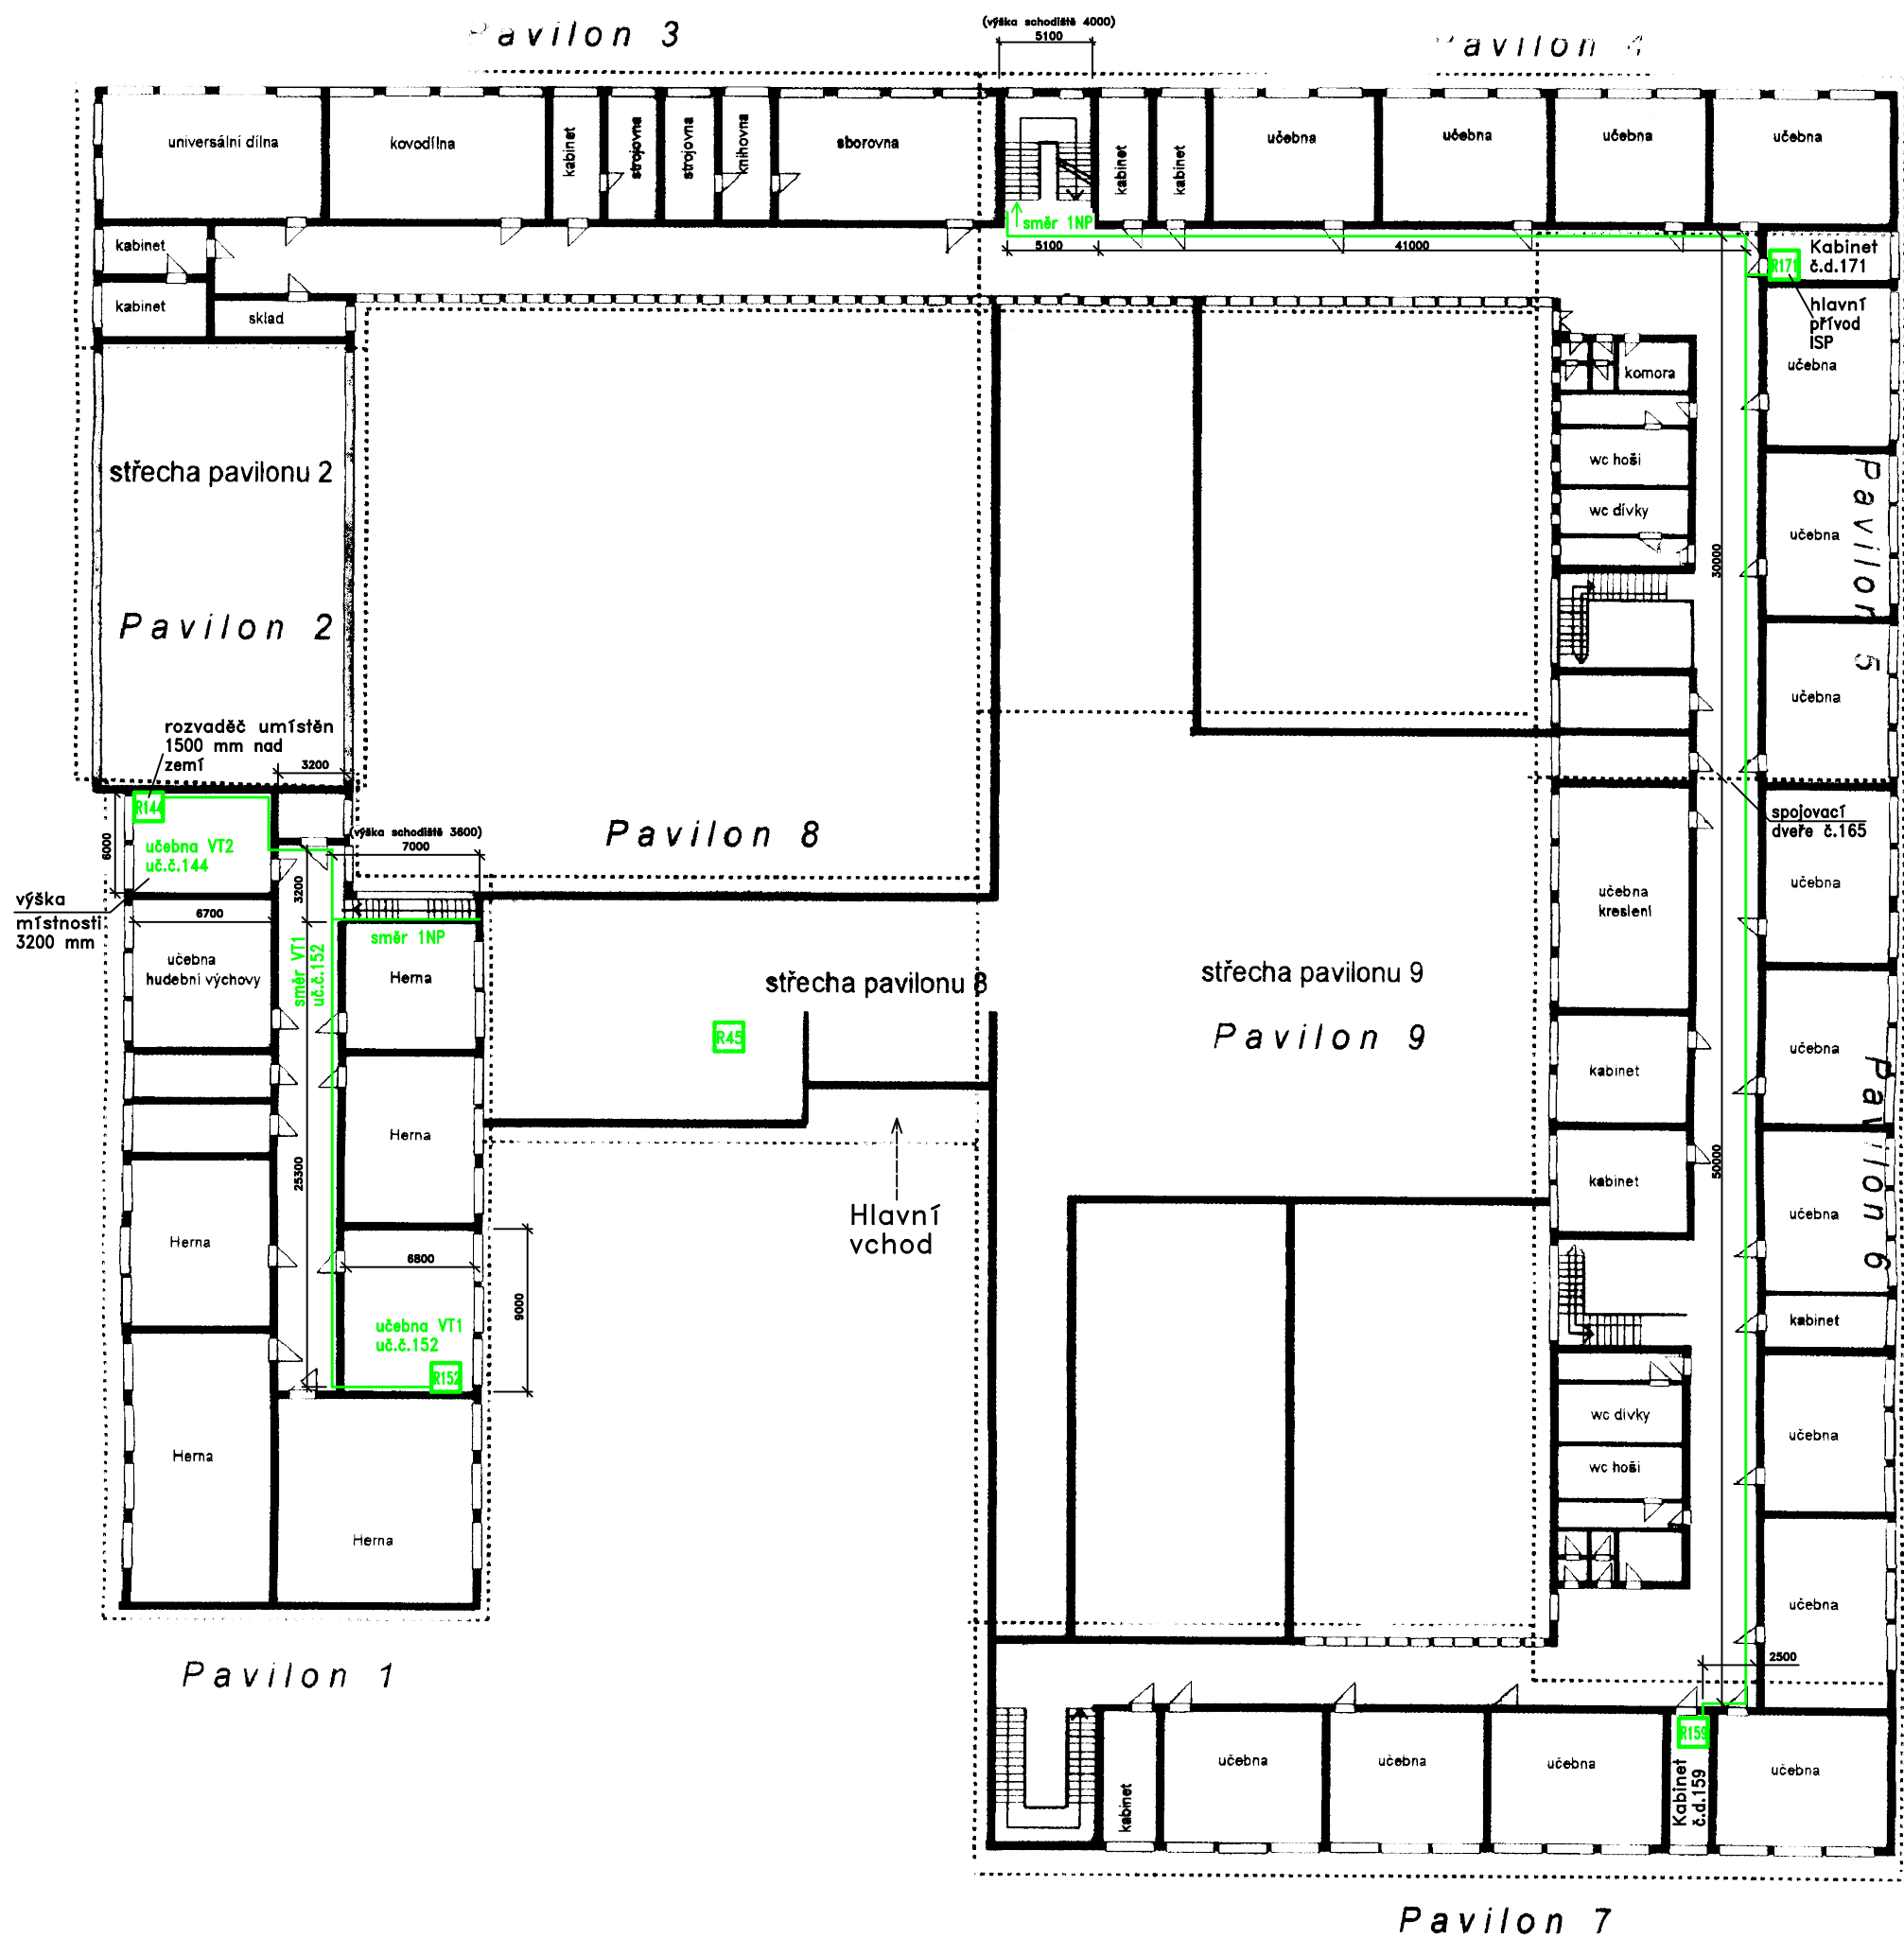 Pavilon 3
(výška schodiště 4000)
5100
Pavilon 4
universální dílna
kovodílna
kabinet
strojovna
strojovna
knihovna
sborovna
kabinet
kabinet
učebna
učebna
učebna
učebna
směr 1NP
5100
41000
kabinet
kabinet
sklad
R171
Kabinet
č.d.171
hlavní
přívod
ISP
učebna
komora
wc hoši
wc dívky
30000
učebna
Pavilon 5
učebna
střecha pavilonu 2
Pavilon 2
rozvaděč umístěn
1500 mm nad
zemí
3200
R144
6000
učebna VT2
uč.č.144
(výška schodiště 3600)
7000
Pavilon 8
spojovací
dveře č.165
výška
místnosti
3200 mm
6700
3200
směr 1NP
směr VT1
uč.č.152
učebna
hudební výchovy
Herna
učebna
kreslení
učebna
střecha pavilonu 8
střecha pavilonu 9
R45
Pavilon 9
učebna
kabinet
Herna
25300
50000
Pavilon 6
kabinet
učebna
Hlavní
vchod
Herna
6800
9000
učebna VT1
uč.č.152
R152
kabinet
wc dívky
učebna
wc hoši
Herna
Herna
učebna
2500
Pavilon 1
R159
kabinet
učebna
učebna
učebna
Kabinet
č.d.159
učebna
Pavilon 7